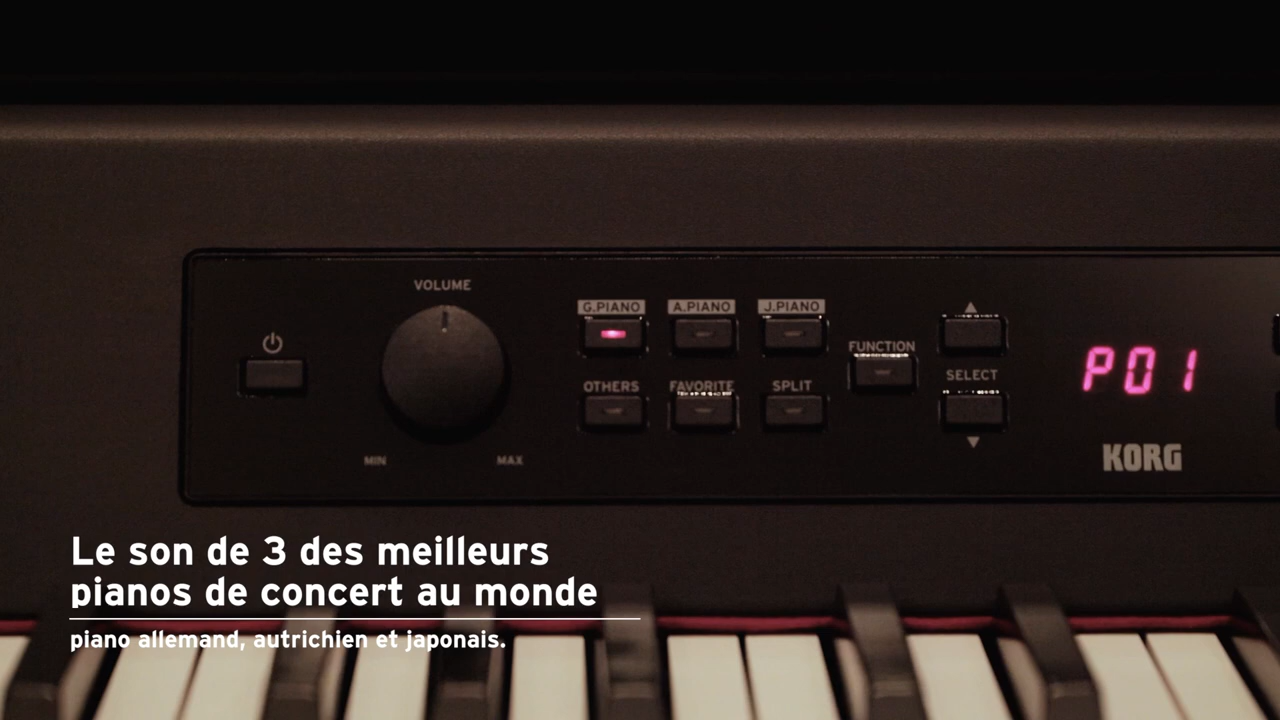 VOLUME
MIN
MAX
G.PIANO
A.PIANO
J.PIANO
OTHERS
FAVORITE
SPLIT
FUNCTION
SELECT
P01
KORG
Le son de 3 des meilleurs
pianos de concert au monde
piano allemand, autrichien et japonais.